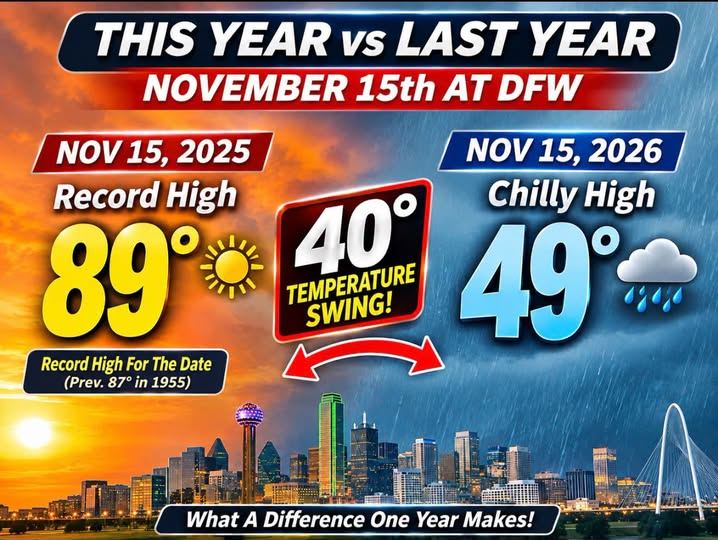 THIS YEAR vs LAST YEAR
NOVEMBER 15th AT DFW
NOV 15, 2025
Record High
89°
Record High For The Date
(Prev. 87° in 1955)
40°
TEMPERATURE
SWING!
NOV 15, 2026
Chilly High
49°
What A Difference One Year Makes!